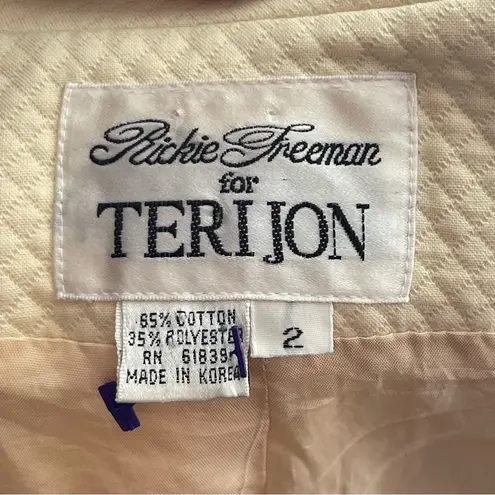 Rickie Freeman
for
TERI JON
65% COTTON
35% POLYESTER
RN 61839
MADE IN KOREA
2